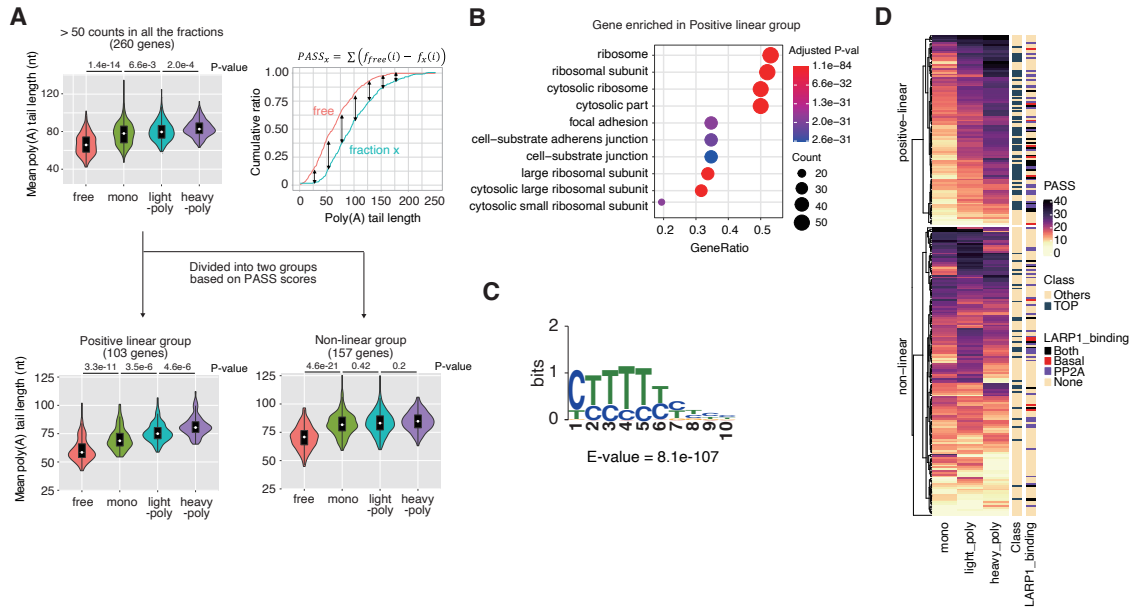 A
> 50 counts in all the fractions
(260 genes)
1.4e-14 6.6e-3 2.0e-4 P-value
Mean poly(A) tail length (nt)
120
80
40
free mono light-poly heavy-poly
PASSx = ∑(ffree(i) − fx(i))
Cumulative ratio
1.00
0.75
0.50
0.25
0.00
free
fraction x
0 50 100 150 200 250
Poly(A) tail length
Divided into two groups
based on PASS scores
Positive linear group
(103 genes)
3.3e-11 3.5e-6 4.6e-6 P-value
Mean poly(A) tail length (nt)
125
100
75
50
25
free mono light-poly heavy-poly
Non-linear group
(157 genes)
4.6e-21 0.42 0.2 P-value
125
100
75
50
25
free mono light-poly heavy-poly
B
Gene enriched in Positive linear group
ribosome
ribosomal subunit
cytosolic ribosome
cytosolic part
focal adhesion
cell-substrate adherens junction
cell-substrate junction
large ribosomal subunit
cytosolic large ribosomal subunit
cytosolic small ribosomal subunit
0.2 0.3 0.4 0.5
GeneRatio
Adjusted P-val
1.1e-84
6.6e-32
1.3e-31
2.0e-31
2.6e-31
Count
20
30
40
50
C
2
1
0
bits
CTTTTT
TCCCCCC
1 2 3 4 5 6 7 8 9 10
E-value = 8.1e-107
D
positive-linear
non-linear
mono
light_poly
heavy_poly
Class
LARP1_binding
PASS
40
30
20
10
0
Class
Others
TOP
LARP1_binding
Both
Basal
PP2A
None